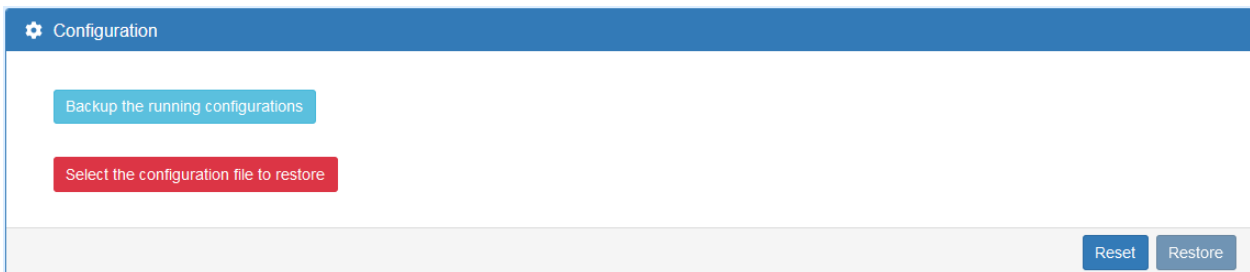 Configuration
Backup the running configurations
Select the configuration file to restore
Reset Restore